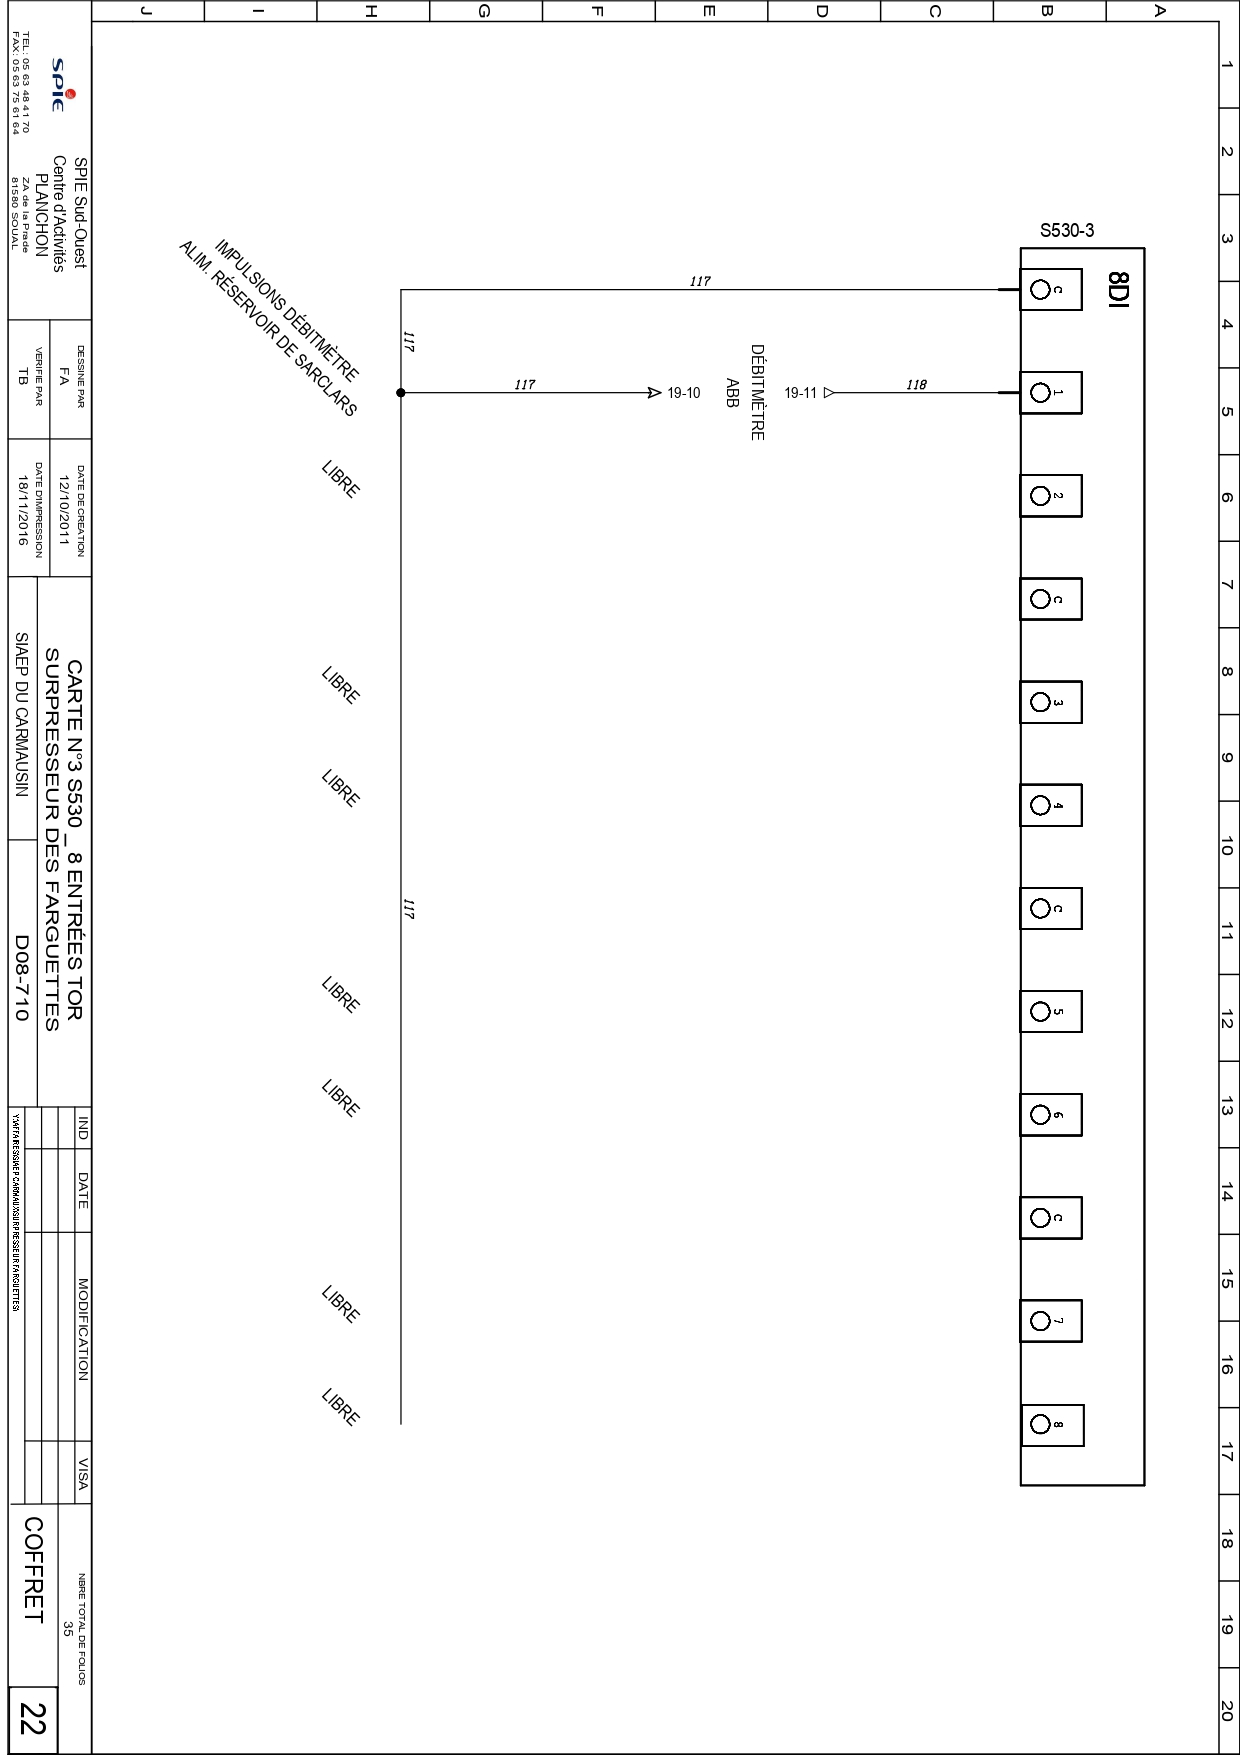 1
2
3
4
5
6
7
8
9
10
11
12
13
14
15
16
17
18
19
20
A
B
C
D
E
F
G
H
I
J
S530-3
8DI
C
1
2
C
3
4
C
5
6
C
7
8
117
118
19-11
DÉBITMÈTRE
ABB
19-10
117
117
117
IMPULSIONS DÉBITMÈTRE
ALIM. RÉSERVOIR DE SARCLARS
LIBRE
LIBRE
LIBRE
LIBRE
LIBRE
LIBRE
LIBRE
SPIE
TEL: 05 63 48 41 70
FAX: 05 63 75 61 64
SPIE Sud-Ouest
Centre d'Activités
PLANCHON
ZA de la Prade
81580 SOUAL
DESSINE PAR
FA
VERIFIE PAR
TB
DATE DE CREATION
12/10/2011
DATE D'IMPRESSION
18/11/2016
CARTE N°3 S530 _ 8 ENTRÉES TOR
SURPRESSEUR DES FARGUETTES
SIAEP DU CARMAUSIN
D08-710
IND
DATE
MODIFICATION
VISA
Y:\AFFAIRES\SIAEP CARMAUX\SURPRESSEUR FARGUETTES\
NBRE TOTAL DE FOLIOS
35
COFFRET
22